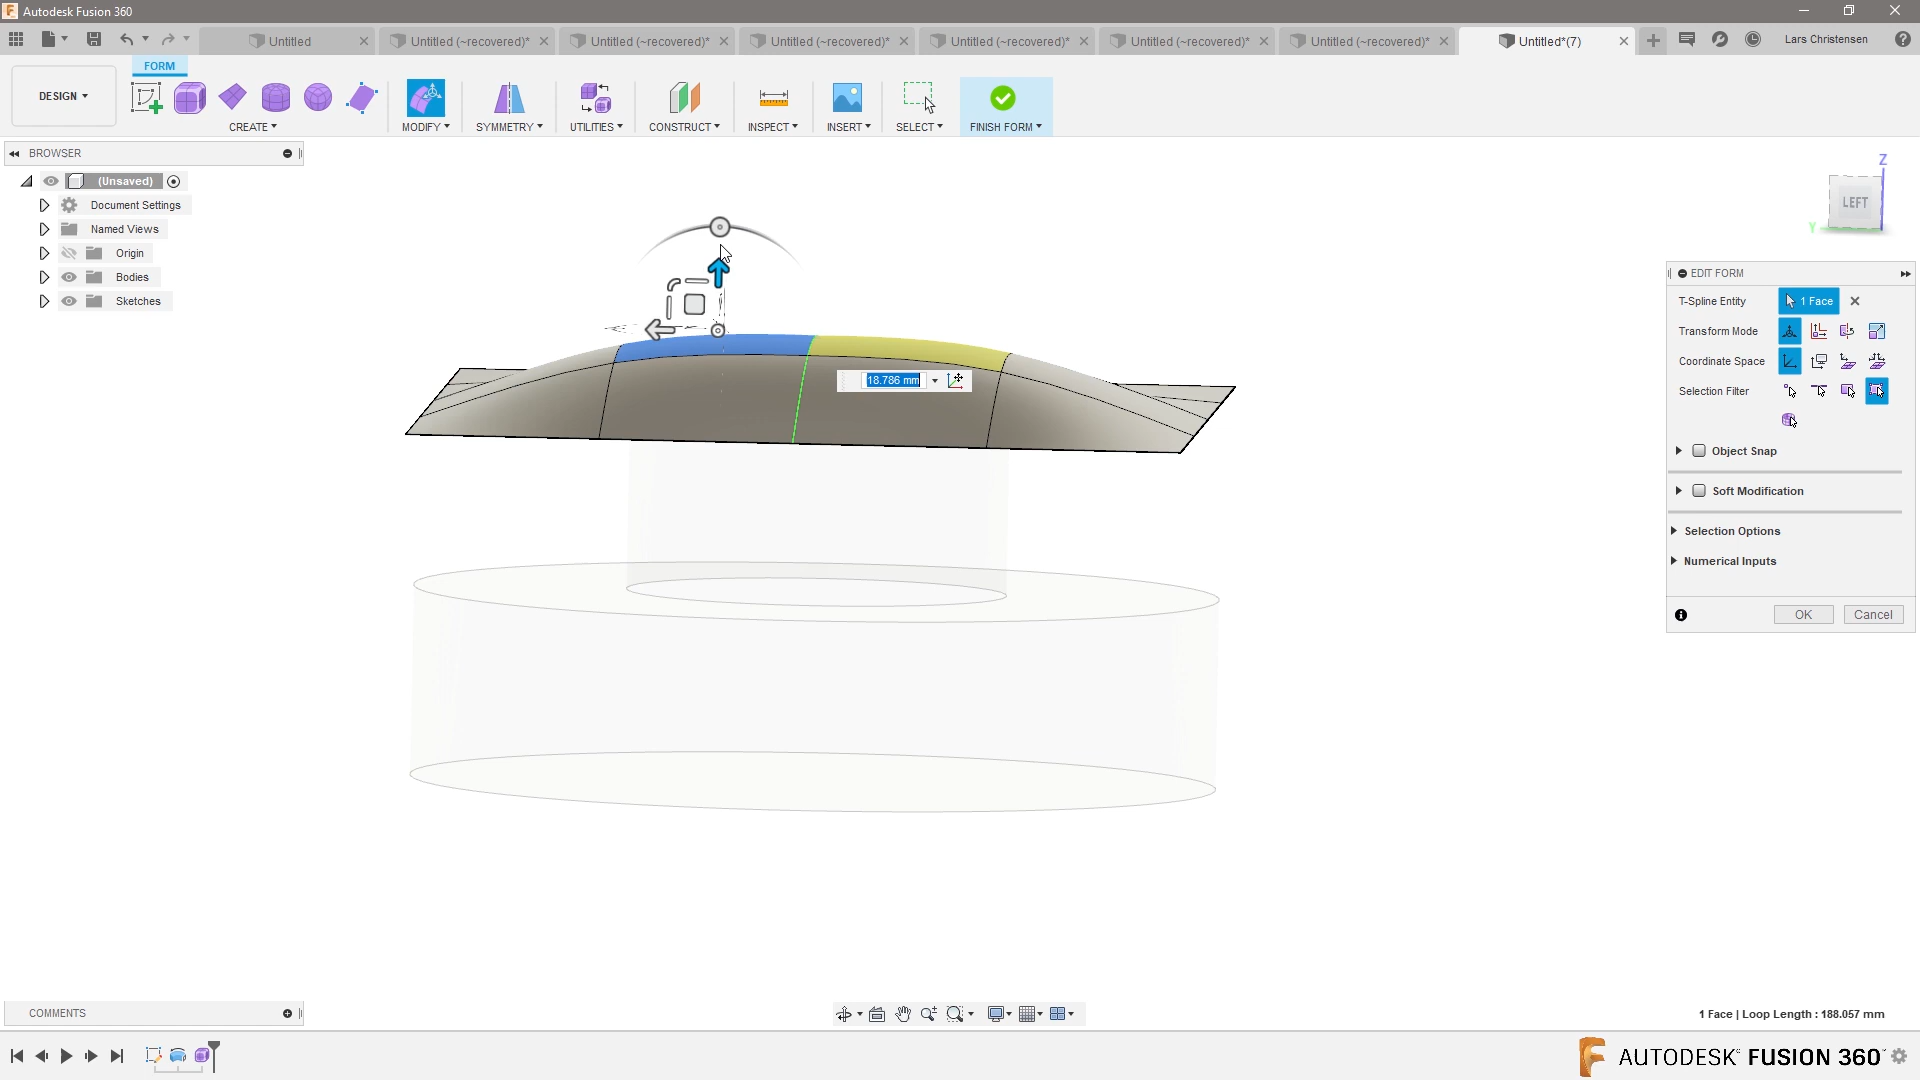 Autodesk Fusion 360
Untitled
Untitled (~recovered)*
Untitled (~recovered)*
Untitled (~recovered)*
Untitled (~recovered)*
Untitled (~recovered)*
Untitled (~recovered)*
Untitled*(7)
Lars Christensen
FORM
DESIGN
CREATE
MODIFY
SYMMETRY
UTILITIES
CONSTRUCT
INSPECT
INSERT
SELECT
FINISH FORM
BROWSER
(Unsaved)
Document Settings
Named Views
Origin
Bodies
Sketches
Z
LEFT
Y
EDIT FORM
T-Spline Entity
1 Face
Transform Mode
Coordinate Space
Selection Filter
Object Snap
Soft Modification
Selection Options
Numerical Inputs
OK
Cancel
18.786 mm
COMMENTS
1 Face | Loop Length : 188.057 mm
AUTODESK® FUSION 360™